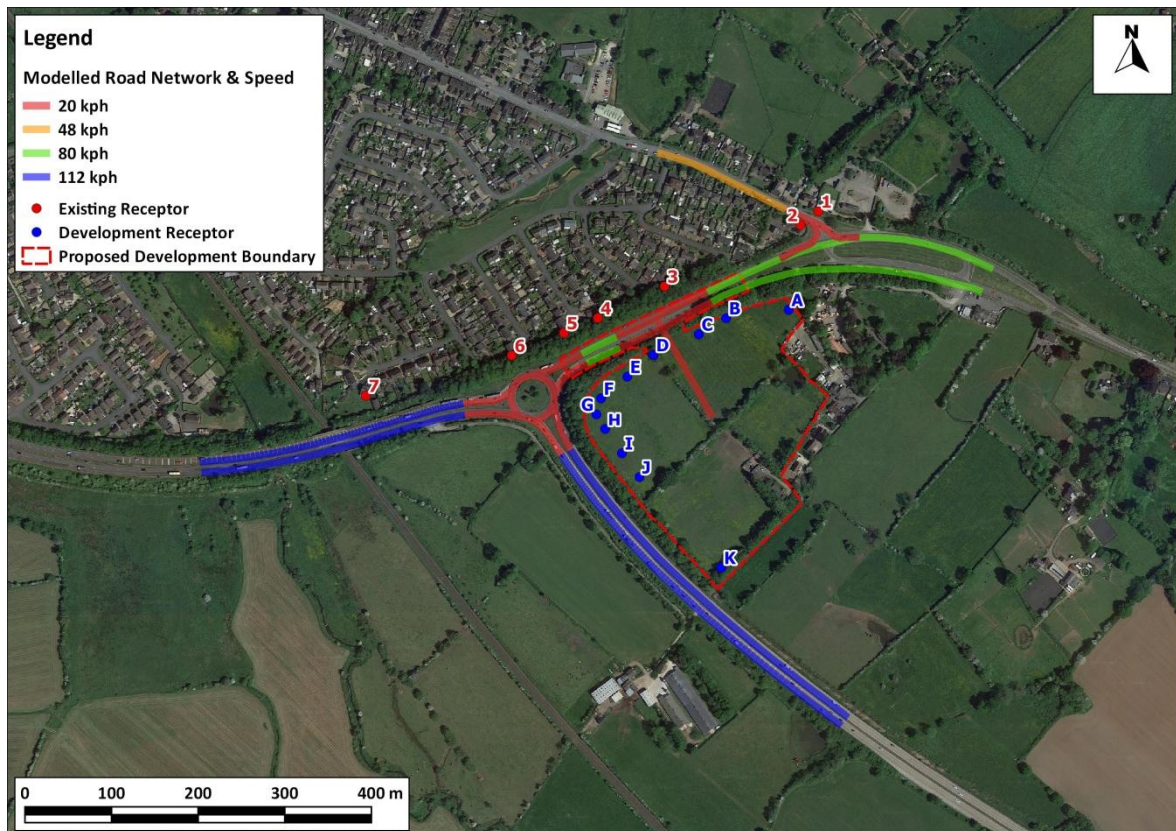 Legend
Modelled Road Network & Speed
20 kph
48 kph
80 kph
112 kph
Existing Receptor
Development Receptor
Proposed Development Boundary
N
1
2
3
4
5
6
7
A
B
C
D
E
F
G
H
I
J
K
0 100 200 300 400 m